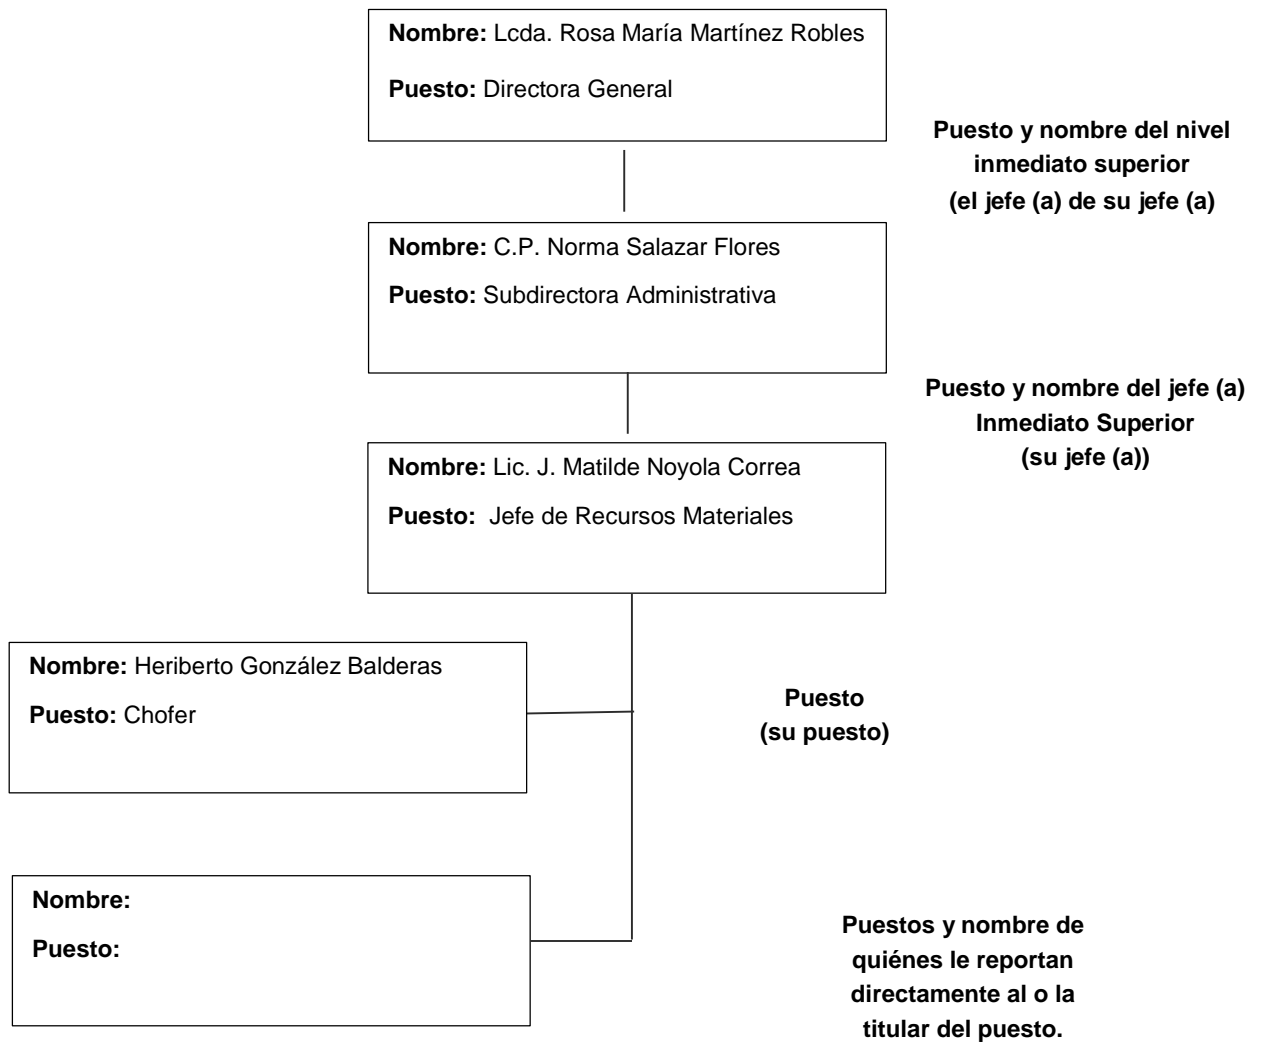 Nombre: Lcda. Rosa María Martínez Robles
Puesto: Directora General
Puesto y nombre del nivel
inmediato superior
(el jefe (a) de su jefe (a)
Nombre: C.P. Norma Salazar Flores
Puesto: Subdirectora Administrativa
Puesto y nombre del jefe (a)
Inmediato Superior
(su jefe (a))
Nombre: Lic. J. Matilde Noyola Correa
Puesto: Jefe de Recursos Materiales
Nombre: Heriberto González Balderas
Puesto: Chofer
Puesto
(su puesto)
Nombre:
Puesto:
Puestos y nombre de
quiénes le reportan
directamente al o la
titular del puesto.